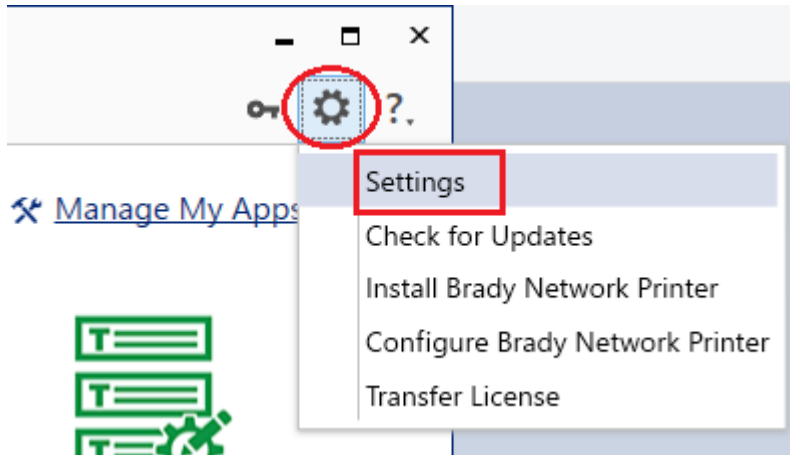 ?
Manage My Apps
Settings
Check for Updates
Install Brady Network Printer
Configure Brady Network Printer
Transfer License
T
T
T